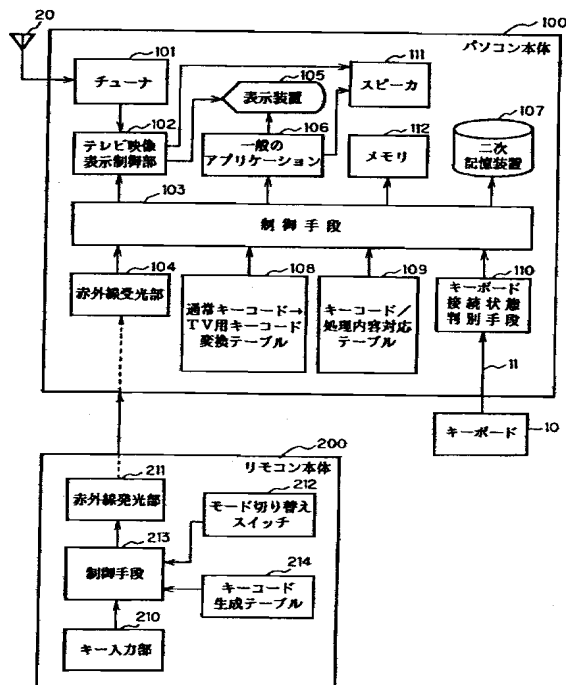 20
100
パソコン本体
101
チューナ
111
スピーカ
105
表示装置
107
二次
記憶装置
102
テレビ映像
表示制御部
106
一般の
アプリケーション
112
メモリ
103
制御手段
104
赤外線受光部
108
通常キーコード→
TV用キーコード
変換テーブル
109
キーコード/
処理内容対応
テーブル
110
キーボード
接続状態
判別手段
11
キーボード
10
200
リモコン本体
211
赤外線発光部
212
モード切り替え
スイッチ
213
制御手段
214
キーコード
生成テーブル
210
キー入力部